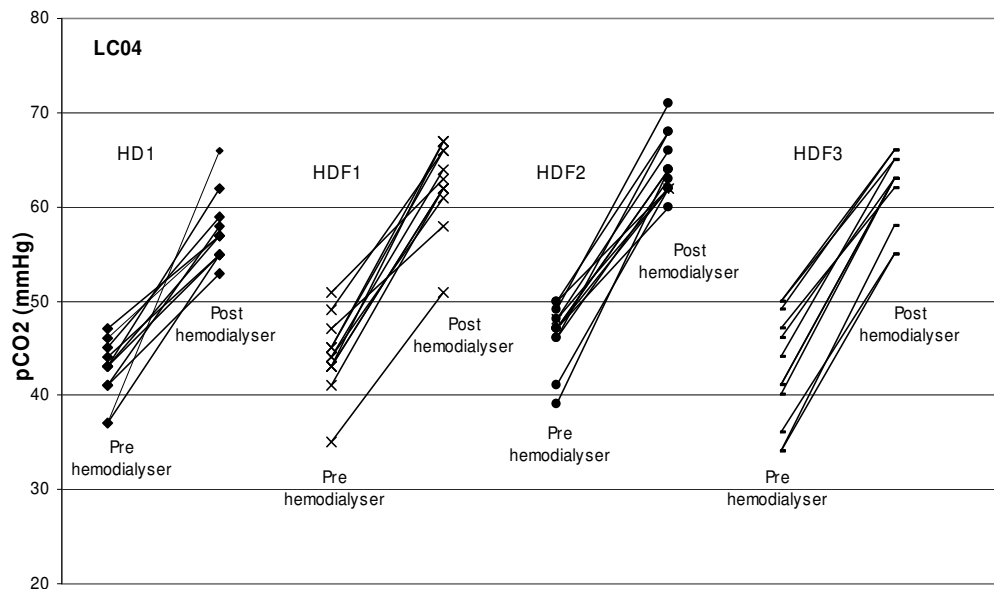 80
LC04
70
HD1
HDF1
HDF2
HDF3
60
pCO2 (mmHg)
Post
hemodialyser
50
Post
hemodialyser
Post
hemodialyser
Post
hemodialyser
40
Pre
hemodialyser
Pre
hemodialyser
Pre
hemodialyser
Pre
hemodialyser
30
20